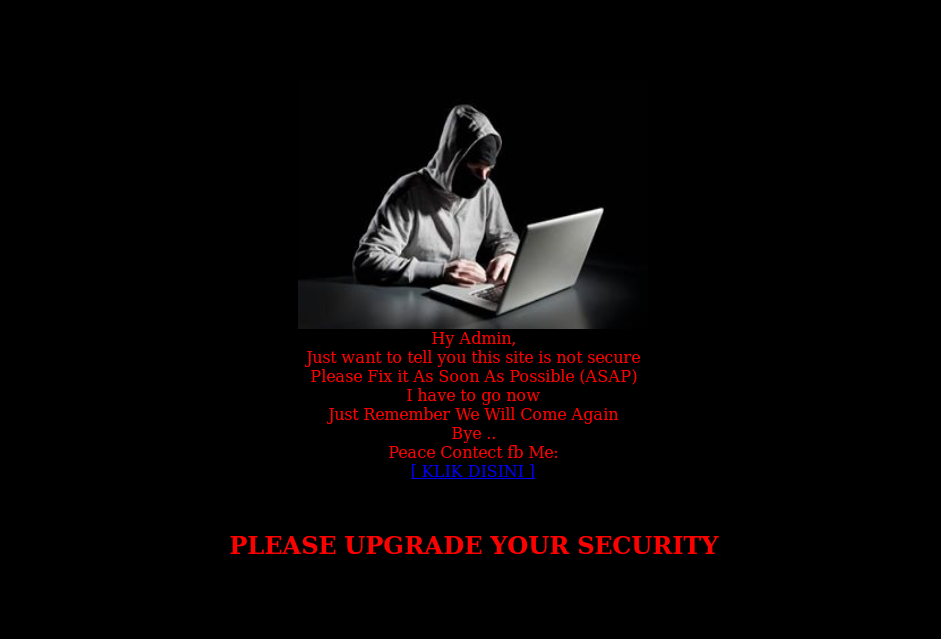 Hy Admin,
Just want to tell you this site is not secure
Please Fix it As Soon As Possible (ASAP)
I have to go now
Just Remember We Will Come Again
Bye ..
Peace Contect fb Me:
[ KLIK DISINI ]
PLEASE UPGRADE YOUR SECURITY